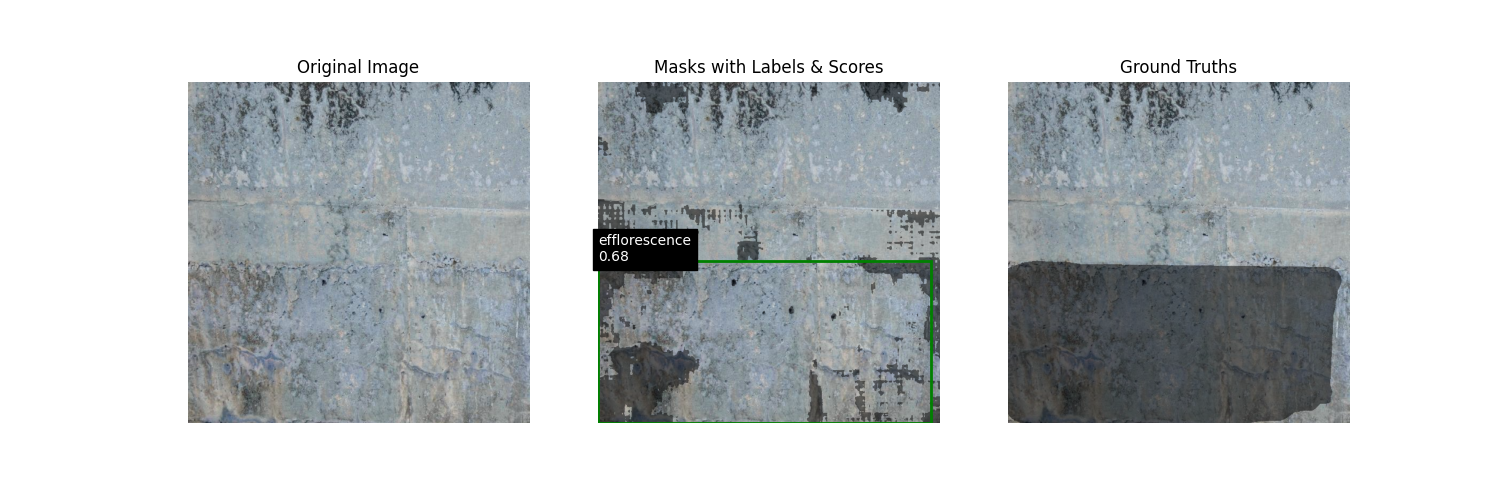 Original Image
Masks with Labels & Scores
Ground Truths
efflorescence
0.68